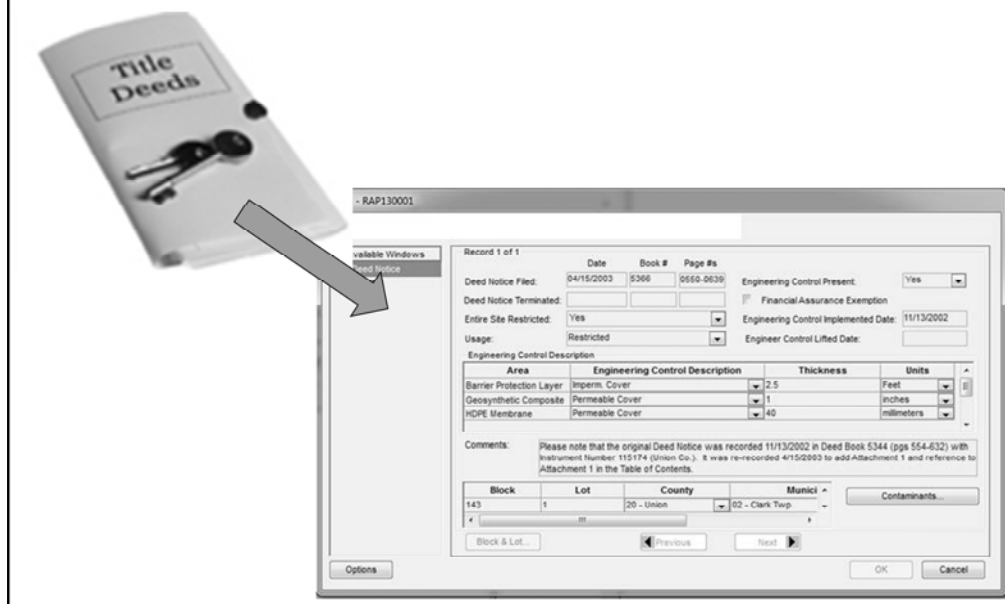 Title
Deeds
- RAP130001
vailable Windows
Deed Notice
Record 1 of 1
Date Book # Page #s
Deed Notice Filed: 04/15/2003 5366 0550-0639
Engineering Control Present: Yes
Deed Notice Terminated:
Financial Assurance Exemption
Entire Site Restricted: Yes
Engineering Control Implemented Date: 11/13/2002
Usage: Restricted
Engineer Control Lifted Date:
Engineering Control Description
Area Engineering Control Description Thickness Units
Barrier Protection Layer Imperm. Cover 2.5 Feet
Geosynthetic Composite Permeable Cover 1 inches
HDPE Membrane Permeable Cover 40 millimeters
Comments: Please note that the original Deed Notice was recorded 11/13/2002 in Deed Book 5344 (pgs 554-632) with
Instrument Number 115174 (Union Co.). It was re-recorded 4/15/2003 to add Attachment 1 and reference to
Attachment 1 in the Table of Contents.
Block Lot County Munici
143 1 20 - Union 02 - Clark Twp
Contaminants...
Block & Lot...
Previous
Next
Options
OK
Cancel